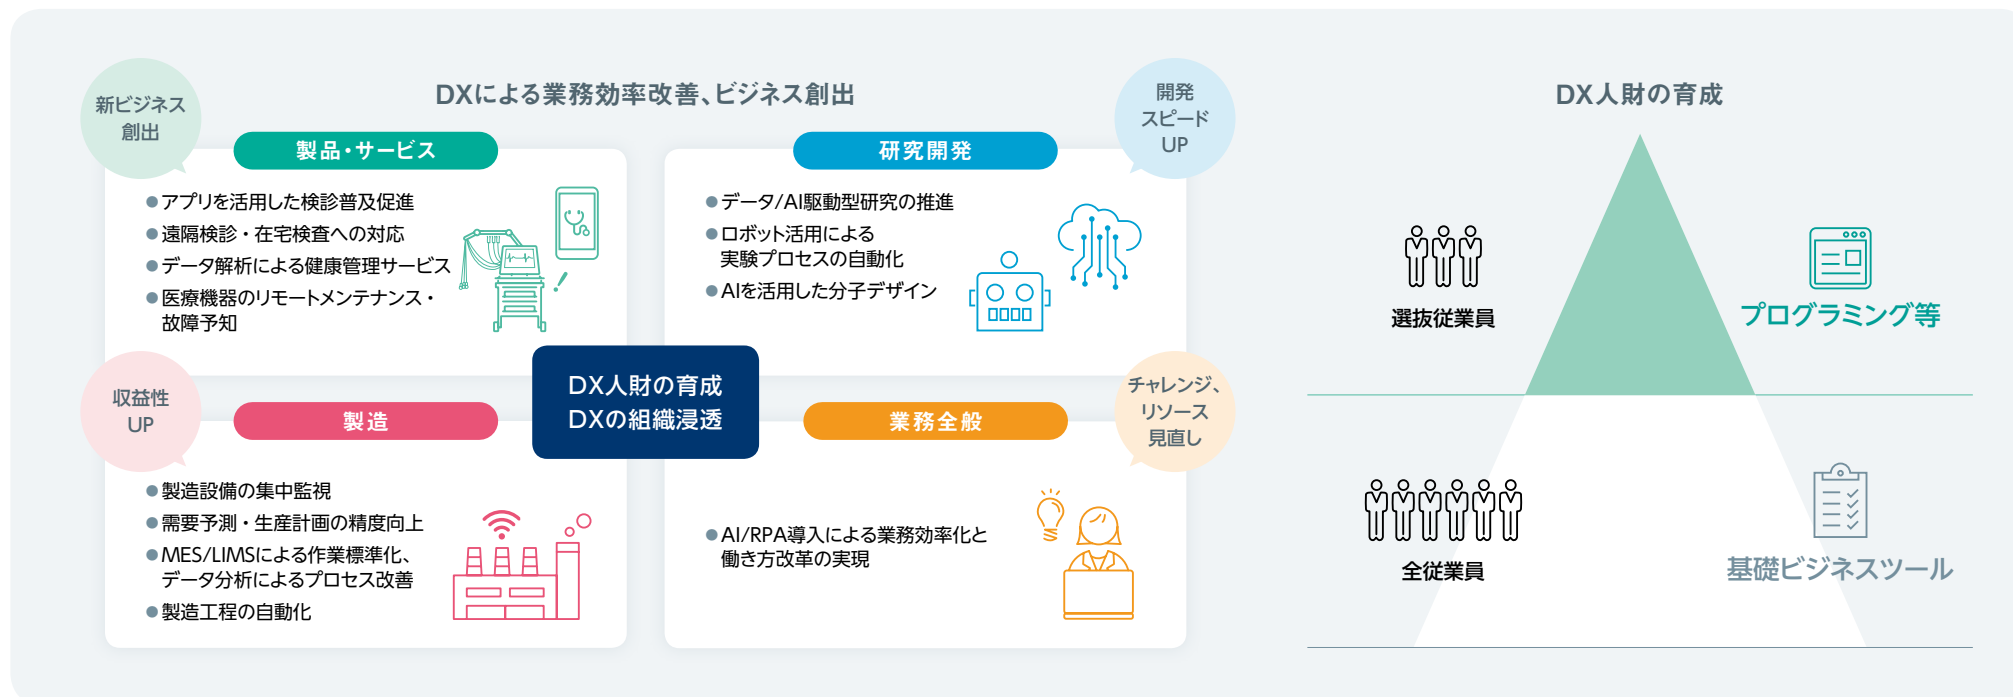 DXによる業務効率改善、ビジネス創出
新ビジネス
創出
製品・サービス
●アプリを活用した検診普及促進
●遠隔検診・在宅検査への対応
●データ解析による健康管理サービス
●医療機器のリモートメンテナンス・
故障予知
開発
スピード
UP
研究開発
●データ/AI駆動型研究の推進
●ロボット活用による
実験プロセスの自動化
●AIを活用した分子デザイン
DX人財の育成
DXの組織浸透
収益性
UP
製造
●製造設備の集中監視
●需要予測・生産計画の精度向上
●MES/LIMSによる作業標準化、
データ分析によるプロセス改善
●製造工程の自動化
チャレンジ、
リソース
見直し
業務全般
●AI/RPA導入による業務効率化と
働き方改革の実現
DX人財の育成
選抜従業員
プログラミング等
全従業員
基礎ビジネスツール